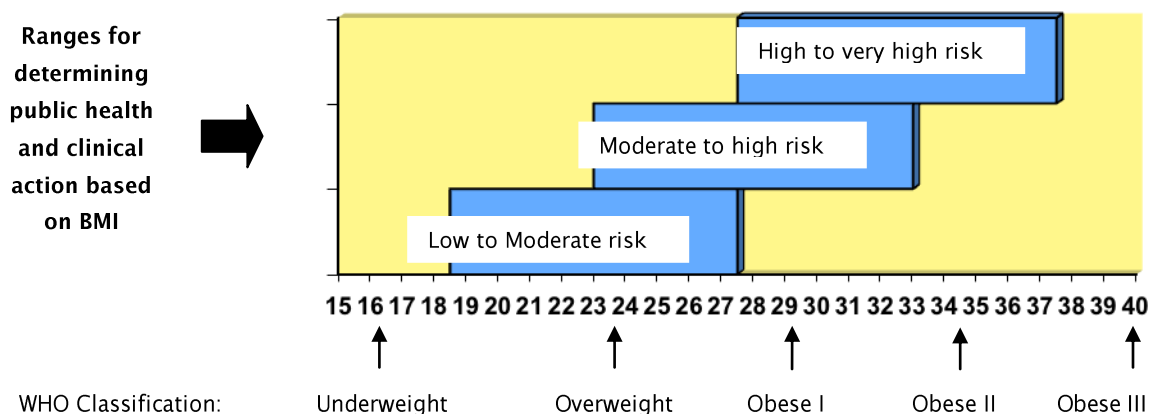 Ranges for
determining
public health
and clinical
action based
on BMI
High to very high risk
Moderate to high risk
Low to Moderate risk
15 16 17 18 19 20 21 22 23 24 25 26 27 28 29 30 31 32 33 34 35 36 37 38 39 40
WHO Classification: Underweight Overweight Obese I Obese II Obese III